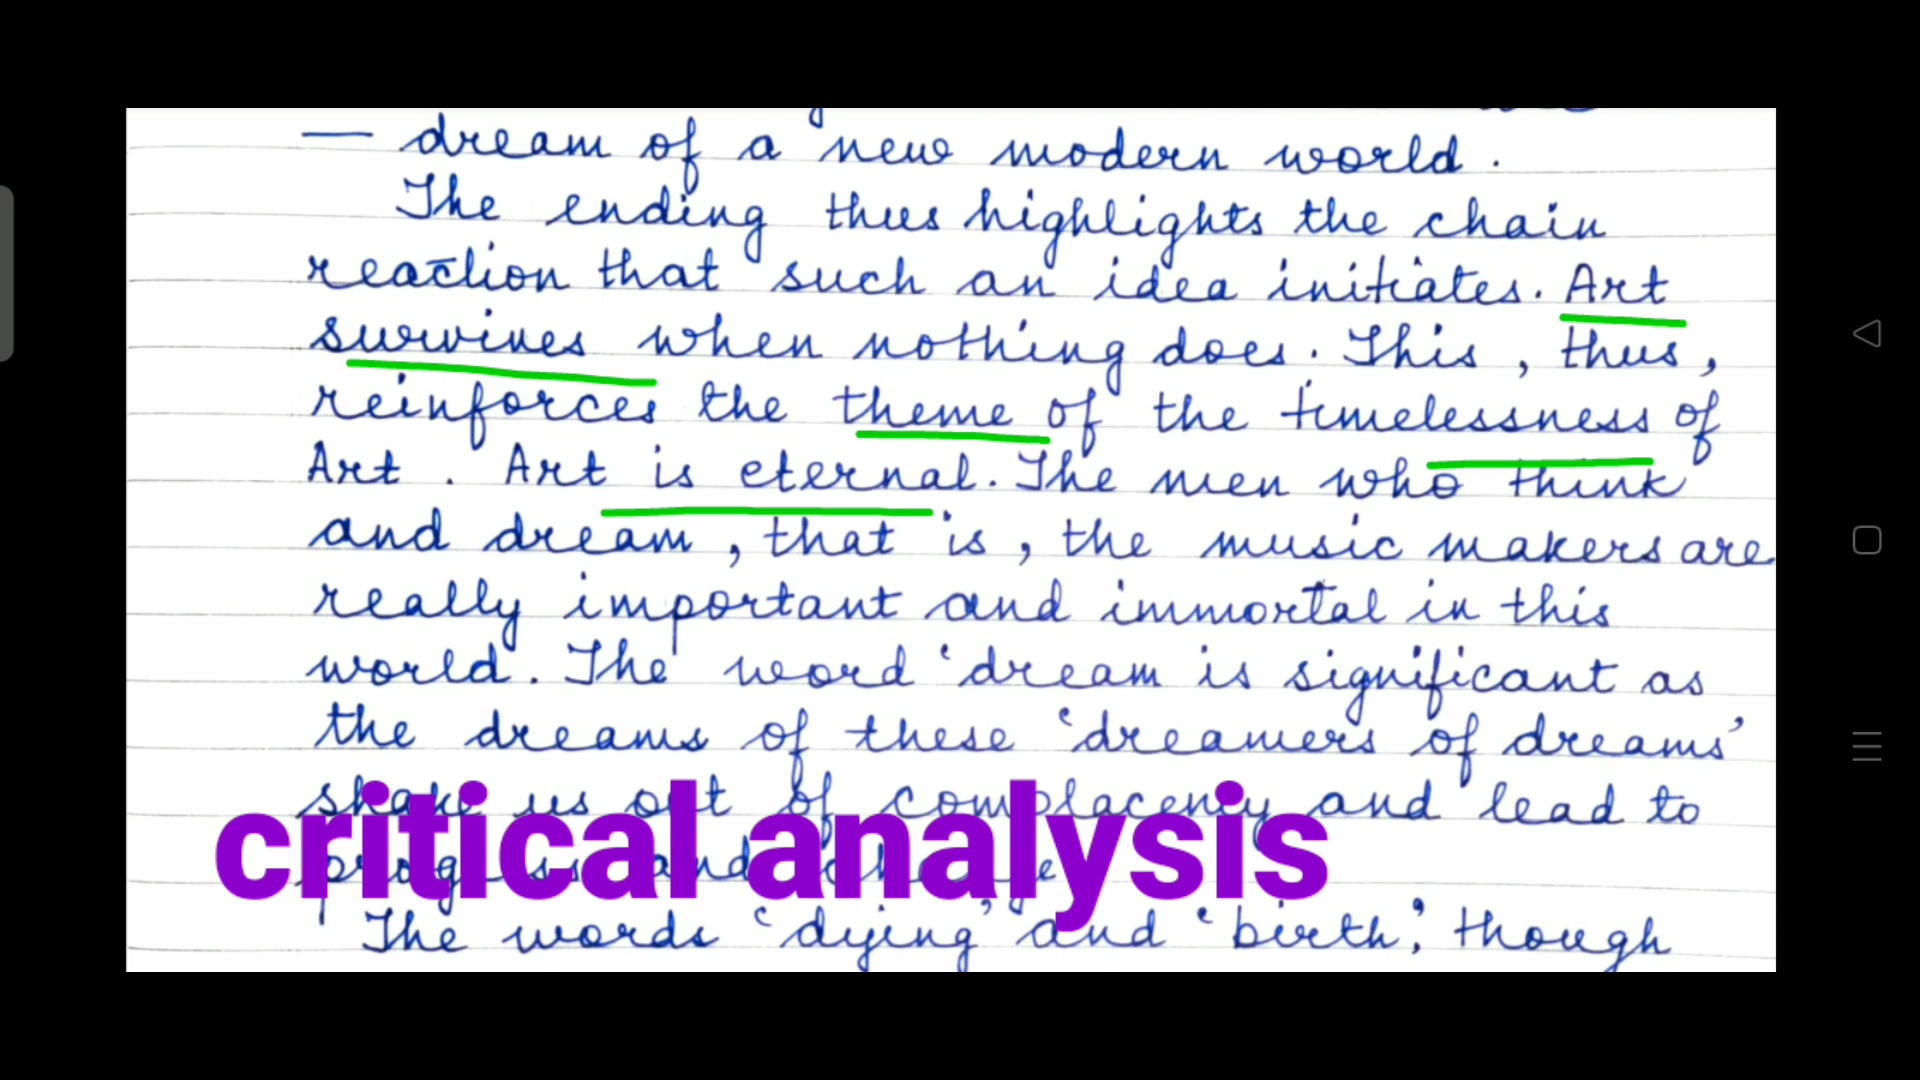 — dream of a new modern world.
The ending thus highlights the chain
reaction that such an idea initiates. Art
survives when nothing does. This, thus,
reinforces the theme of the timelessness of
Art. Art is eternal. The men who think
and dream, that is, the music makers are
really important and immortal in this
world. The word 'dream is significant as
the dreams of these 'dreamers of dreams'
shake us out of complacency and lead to
and
critical analysis
The words 'dying' and 'birth', though